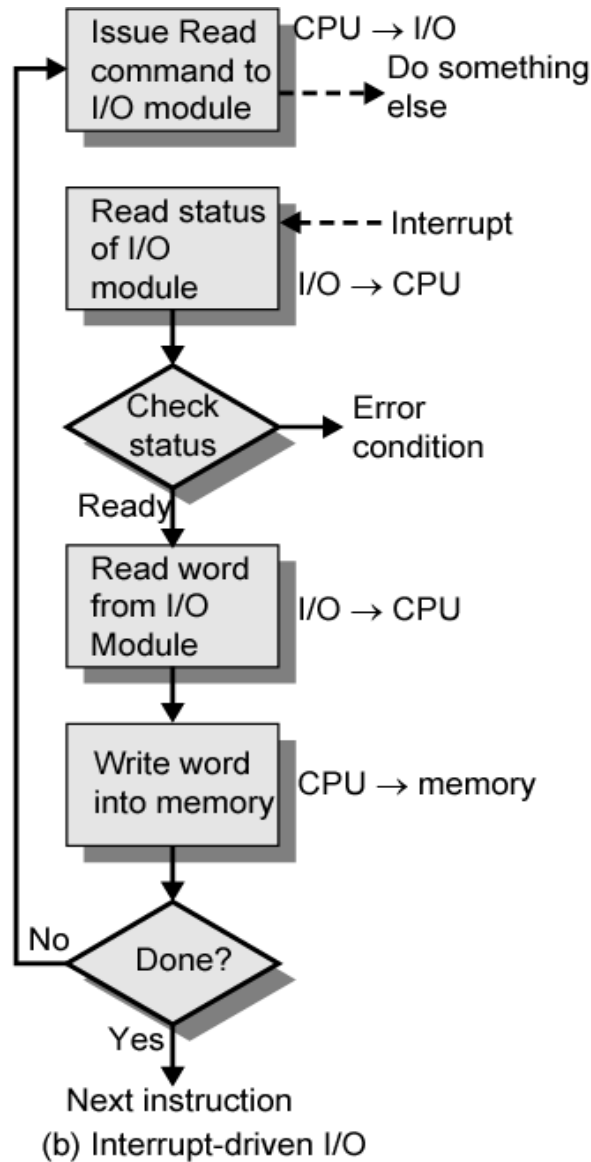 Issue Read
command to
I/O module
CPU → I/O
Do something
else
Read status
of I/O
module
Interrupt
I/O → CPU
Check
status
Error
condition
Ready
Read word
from I/O
Module
I/O → CPU
Write word
into memory
CPU → memory
No
Done?
Yes
Next instruction
(b) Interrupt-driven I/O